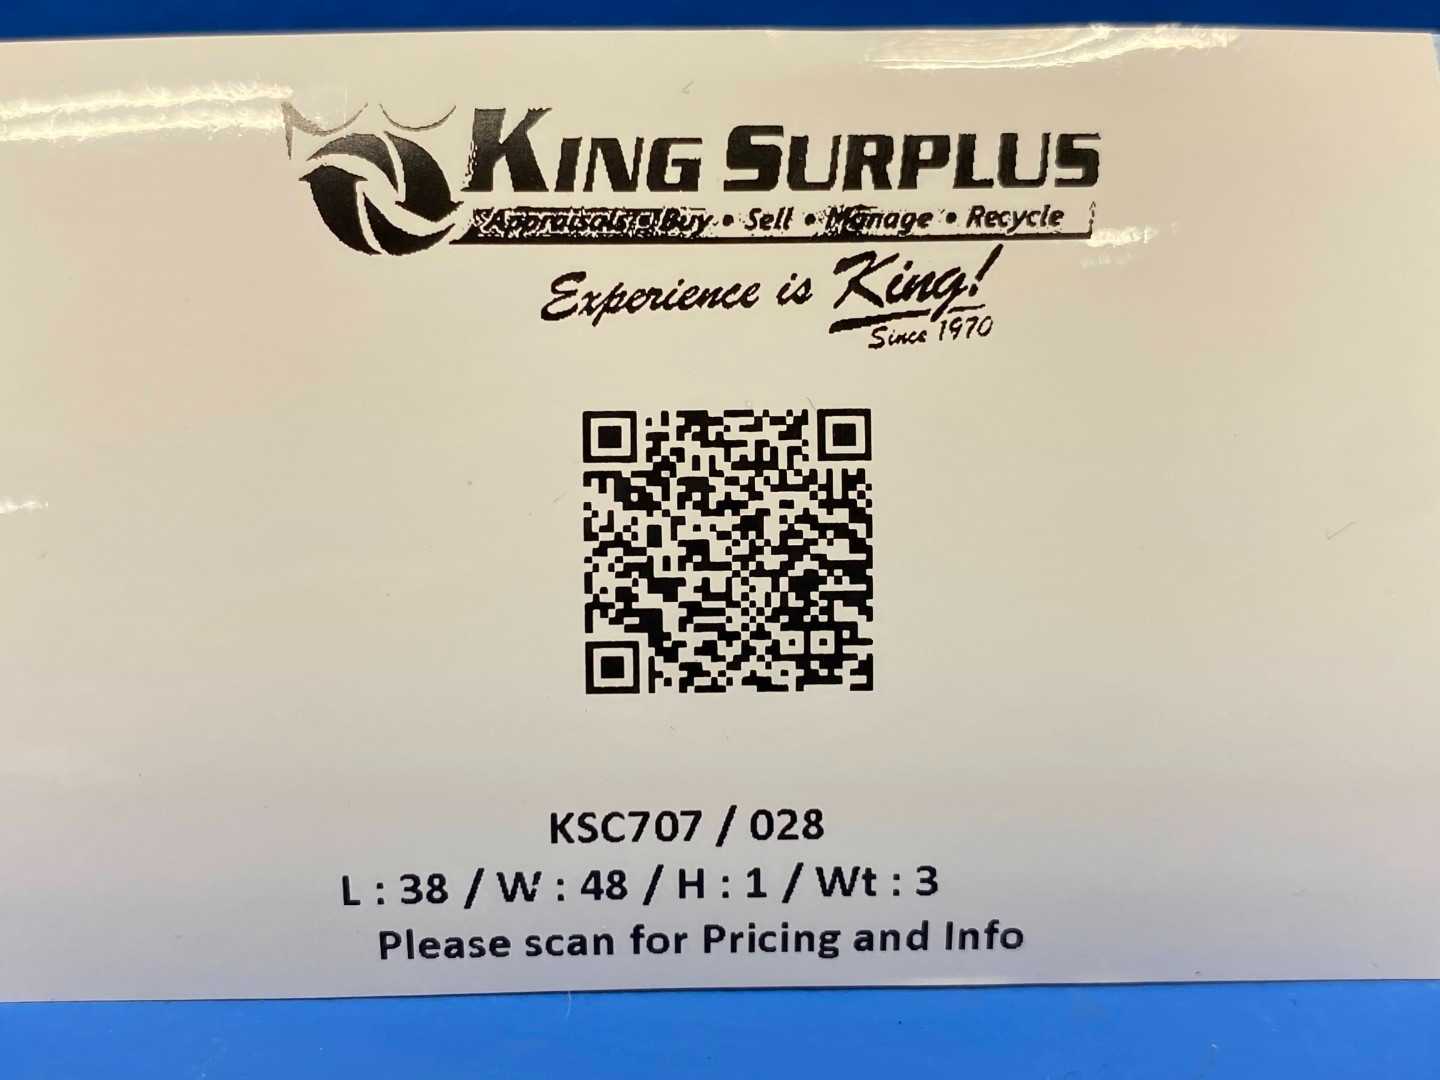 KING SURPLUS
Appraisals • Buy • Sell • Manage • Recycle
Experience is King!
Since 1970
KSC707 / 028
L : 38 / W : 48 / H : 1 / Wt : 3
Please scan for Pricing and Info